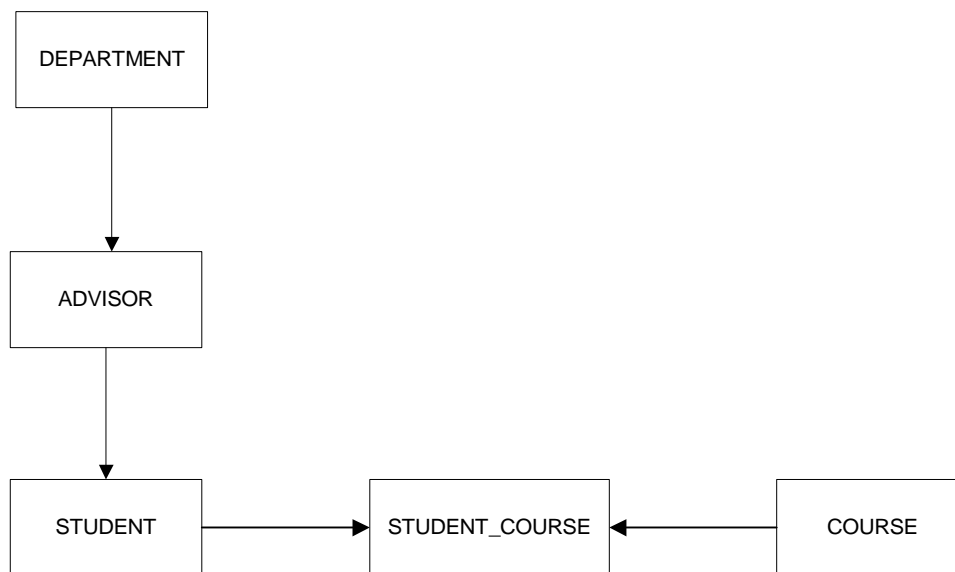 DEPARTMENT
ADVISOR
STUDENT
STUDENT_COURSE
COURSE